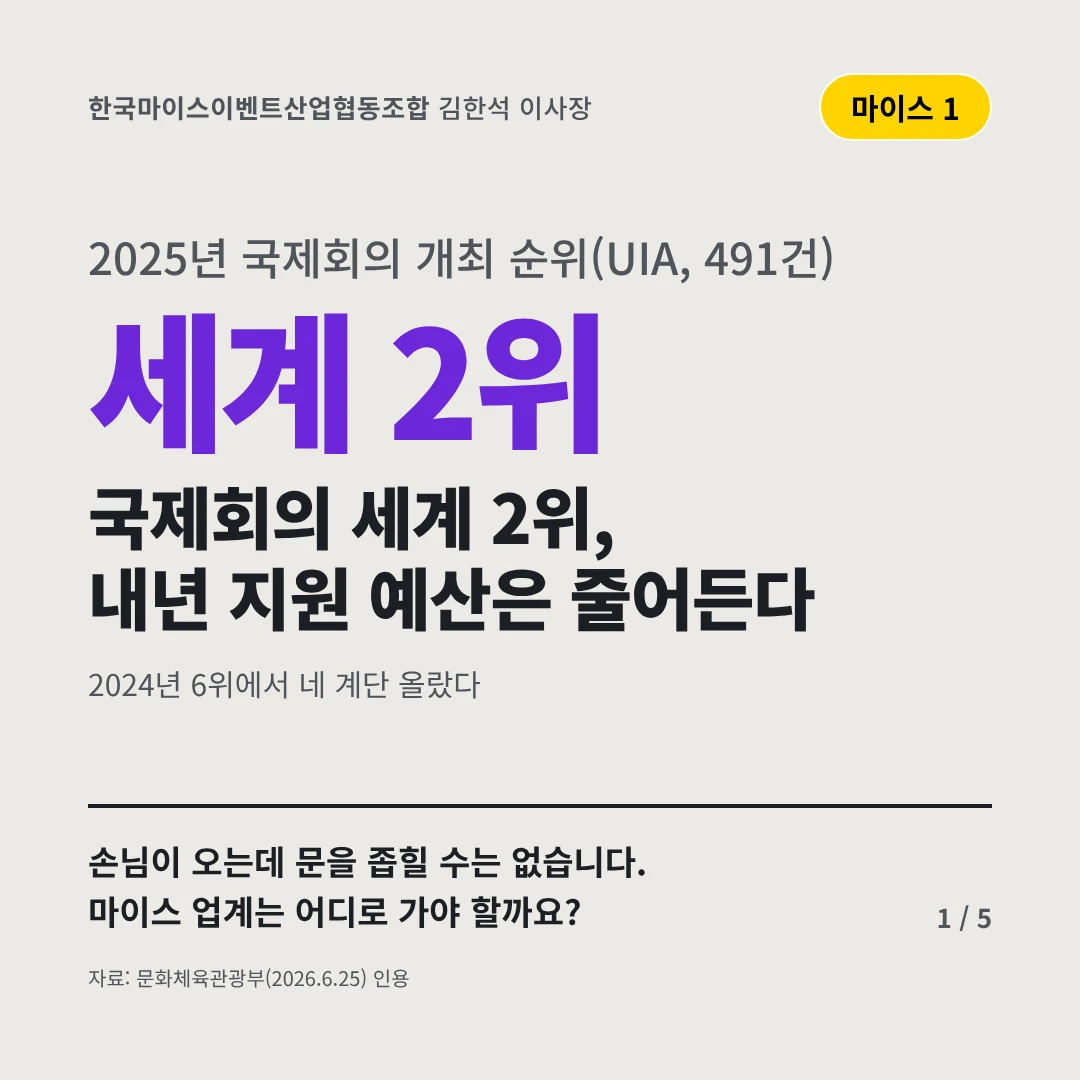 한국마이스이벤트산업협동조합 김한석 이사장
마이스 1
2025년 국제회의 개최 순위(UIA, 491건)
세계 2위
국제회의 세계 2위,
내년 지원 예산은 줄어든다
2024년 6위에서 네 계단 올랐다
손님이 오는데 문을 좁힐 수는 없습니다.
마이스 업계는 어디로 가야 할까요?
1 / 5
자료: 문화체육관광부(2026.6.25) 인용